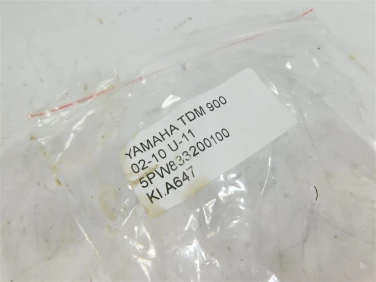 YAMAHA TDM 900
02-10 U-11
5PW833200100
KI.A647